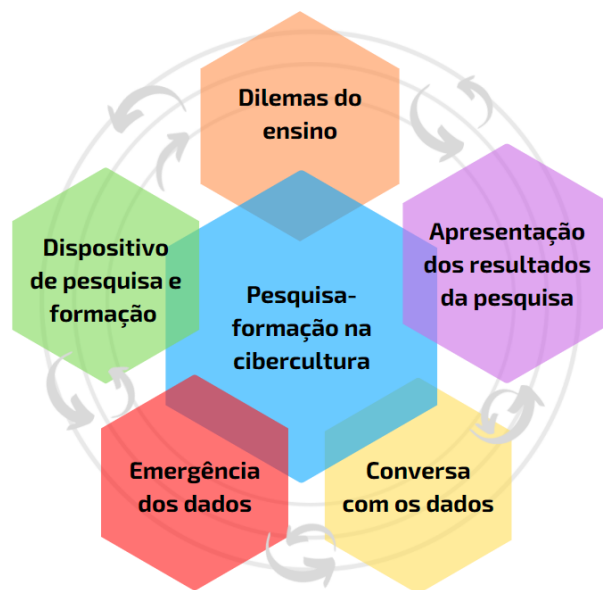 Dilemas do
ensino
Apresentação
dos resultados
da pesquisa
Dispositivo
de pesquisa e
formação
Pesquisa-
formação na
cibercultura
Emergência
dos dados
Conversa
com os dados